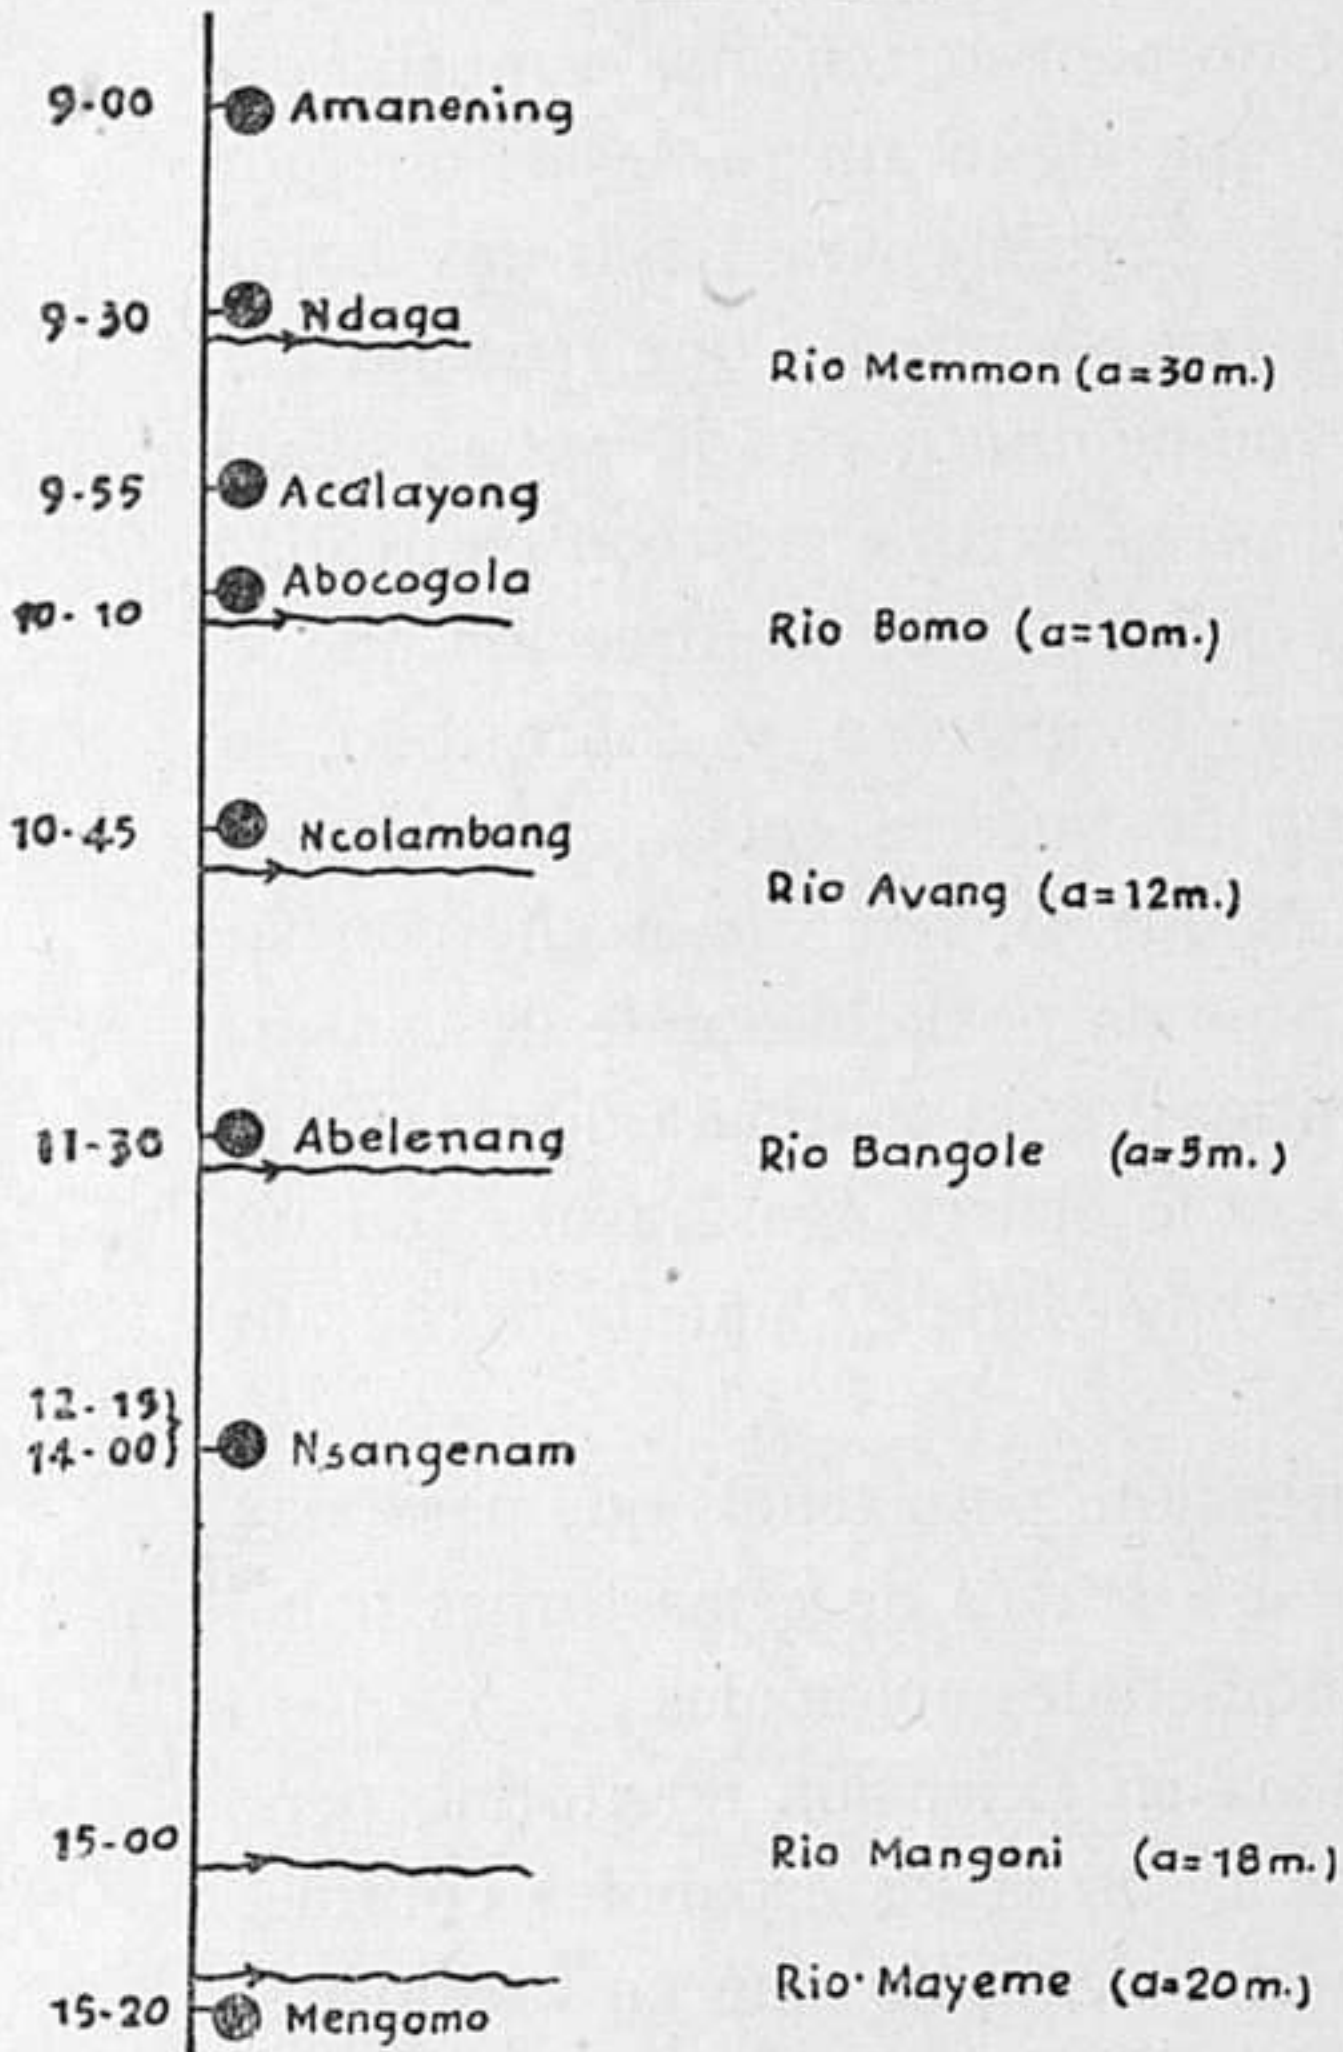 9-00 Amanening
9-30 Ndaga
Rio Memmon (a=30m.)
9-55 Acalayong
Abocogola
10-10
Rio Bomo (a=10m.)
10-45 Ncolambang
Rio Avang (a=12m.)
11-30 Abelenang Rio Bangole (a=5m.)
12-15}
14-00} Nsangenam
15-00 Rio Mangoni (a=18m.)
Rio Mayeme (a=20m.)
15-20 Mengomo